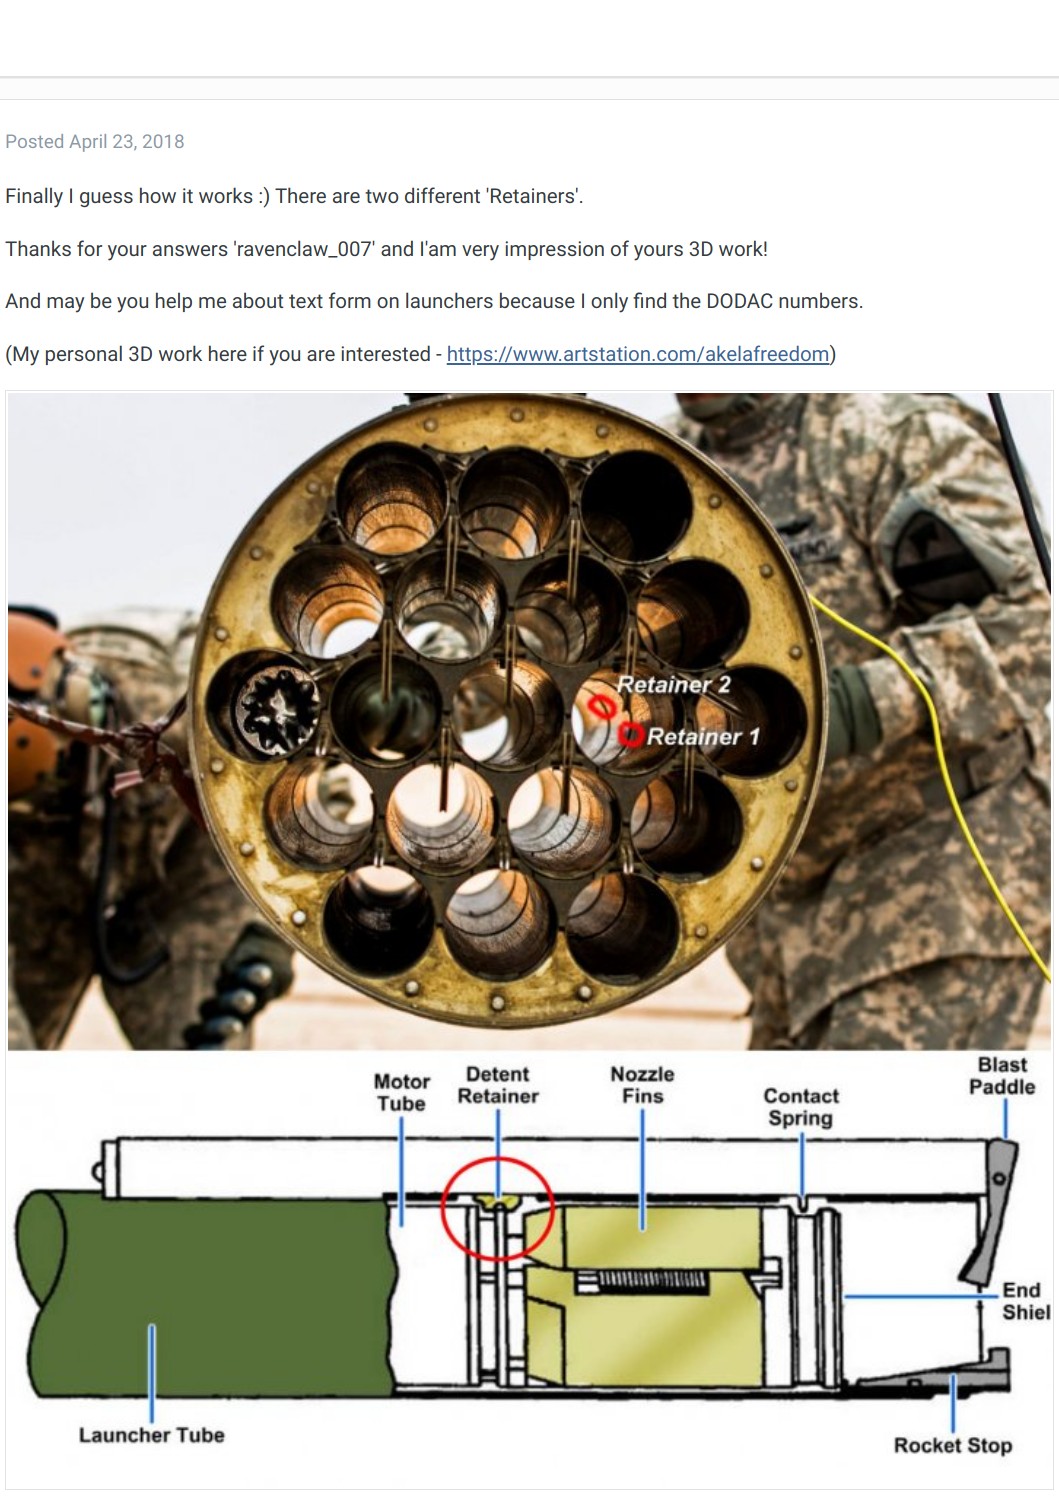 Posted April 23, 2018
Finally I guess how it works :) There are two different 'Retainers'.
Thanks for your answers 'ravenclaw_007' and I'am very impression of yours 3D work!
And may be you help me about text form on launchers because I only find the DODAC numbers.
(My personal 3D work here if you are interested - https://www.artstation.com/akelafreedom)
Retainer 2
Retainer 1
Motor
Tube
Detent
Retainer
Nozzle
Fins
Contact
Spring
Blast
Paddle
End
Shiel
Launcher Tube
Rocket Stop